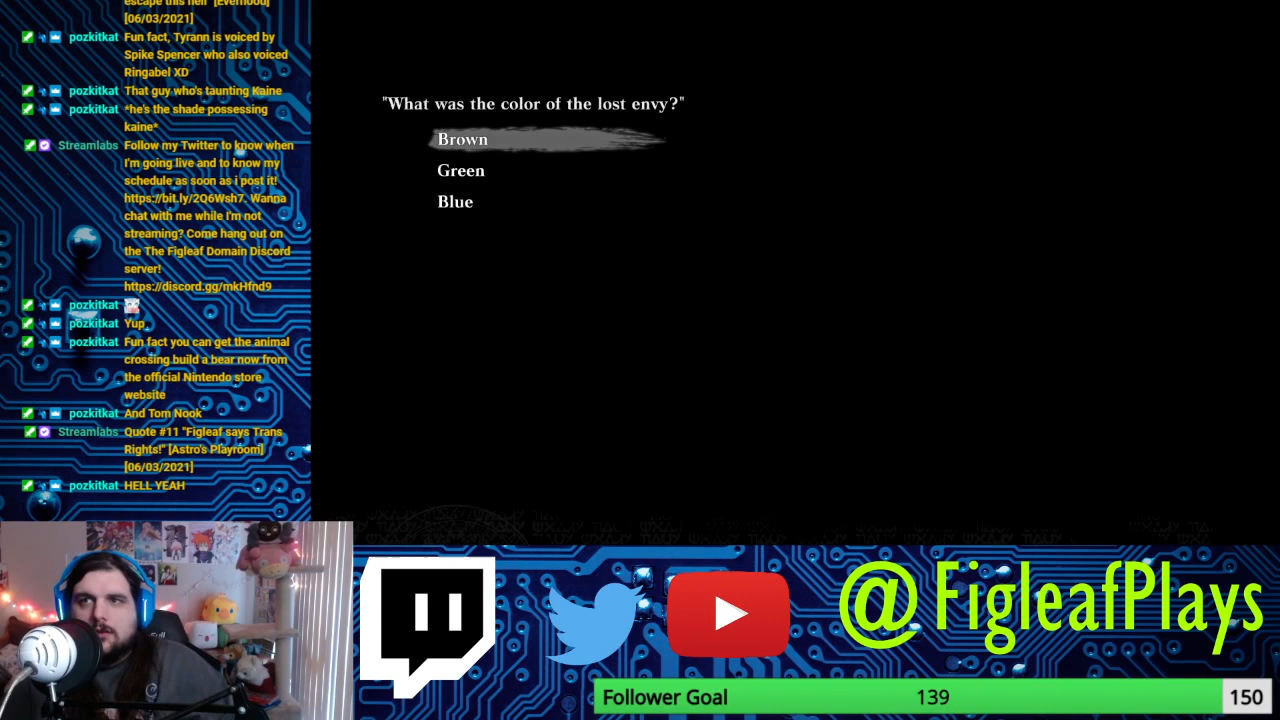 escape this hell" [Everhood]
[06/03/2021]
pozkitkat Fun fact, Tyrann is voiced by
Spike Spencer who also voiced
Ringabel XD
pozkitkat That guy who's taunting Kaine
pozkitkat *he's the shade possessing
kaine*
Streamlabs Follow my Twitter to know when
I'm going live and to know my
schedule as soon as i post it!
https://bit.ly/2Q6Wsh7. Wanna
chat with me while I'm not
streaming? Come hang out on
the The Figleaf Domain Discord
server!
https://discord.gg/mkHfnd9
pozkitkat
pozkitkat Yup
pozkitkat Fun fact you can get the animal
crossing build a bear now from
the official Nintendo store
website
pozkitkat And Tom Nook
Streamlabs Quote #11 "Figleaf says Trans
Rights!" [Astro's Playroom]
[06/03/2021]
pozkitkat HELL YEAH
"What was the color of the lost envy?"
Brown
Green
Blue
@FigleafPlays
Follower Goal 139 150